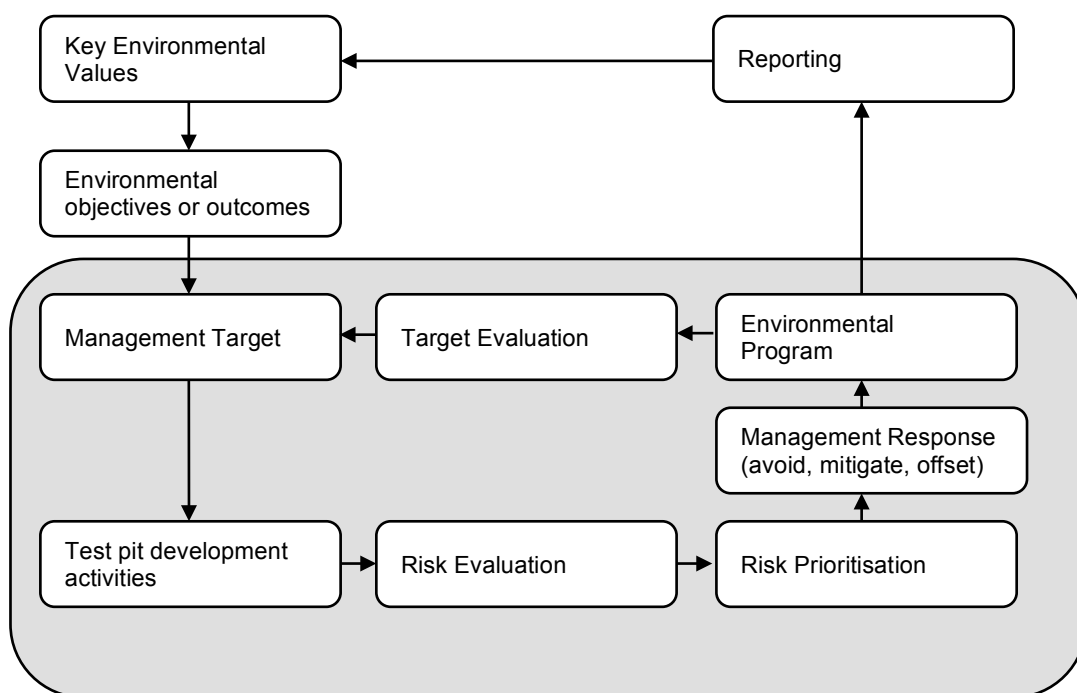 Key Environmental
Values
Reporting
Environmental
objectives or outcomes
Management Target
Target Evaluation
Environmental
Program
Management Response
(avoid, mitigate, offset)
Test pit development
activities
Risk Evaluation
Risk Prioritisation